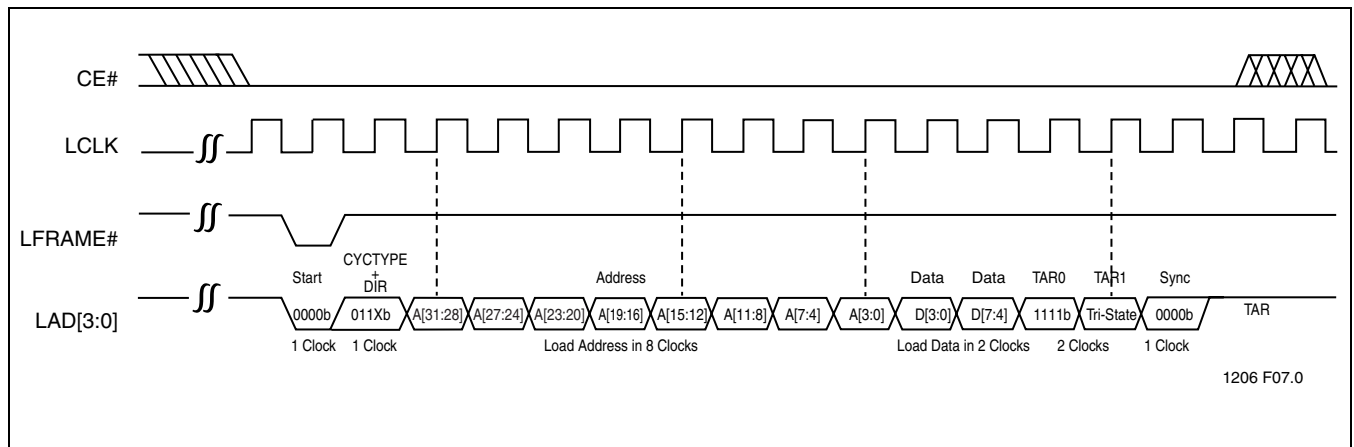 CE#
LCLK
LFRAME#
CYCTYPE
+
DIR
Start
Address
Data
Data
TAR0
TAR1
Sync
LAD[3:0]
0000b
011Xb
A[31:28]
A[27:24]
A[23:20]
A[19:16]
A[15:12]
A[11:8]
A[7:4]
A[3:0]
D[3:0]
D[7:4]
1111b
Tri-State
0000b
TAR
1 Clock
1 Clock
Load Address in 8 Clocks
Load Data in 2 Clocks
2 Clocks
1 Clock
1206 F07.0